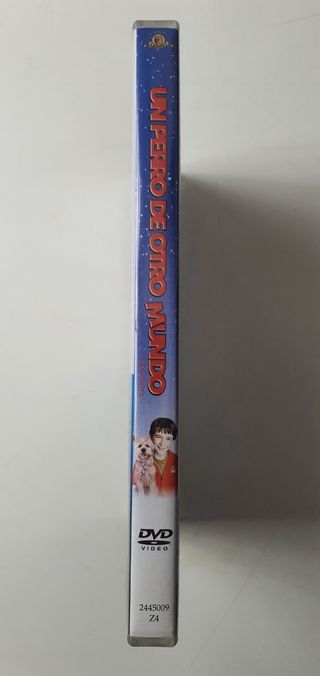 UN PERRO DE OTRO MUNDO
DVD
VIDEO
2445009
Z4